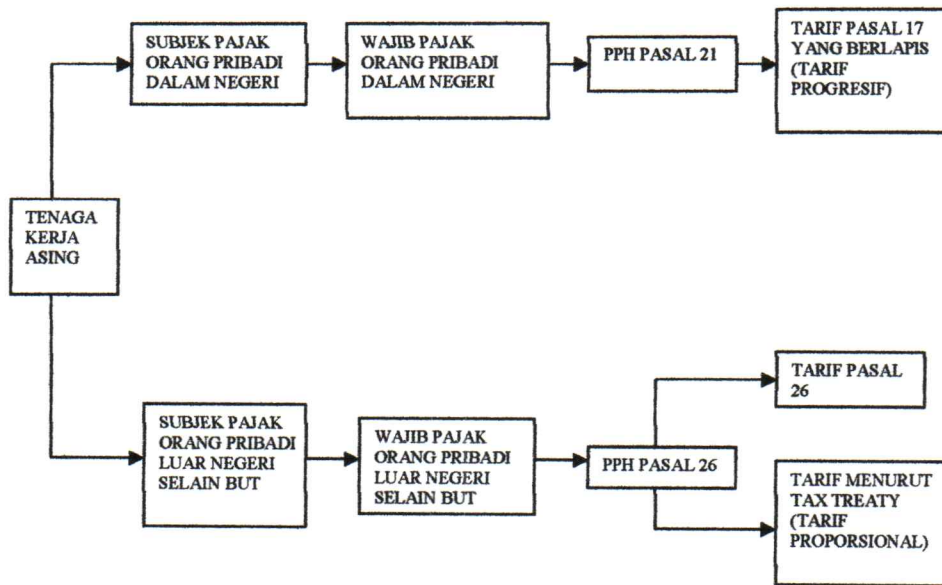 SUBJEK PAJAK
ORANG PRIBADI
DALAM NEGERI
WAJIB PAJAK
ORANG PRIBADI
DALAM NEGERI
PPH PASAL 21
TARIF PASAL 17
YANG BERLAPIS
(TARIF
PROGRESIF)
TENAGA
KERJA
ASING
SUBJEK PAJAK
ORANG PRIBADI
LUAR NEGERI
SELAIN BUT
WAJIB PAJAK
ORANG PRIBADI
LUAR NEGERI
SELAIN BUT
PPH PASAL 26
TARIF PASAL
26
TARIF MENURUT
TAX TREATY
(TARIF
PROPORSIONAL)